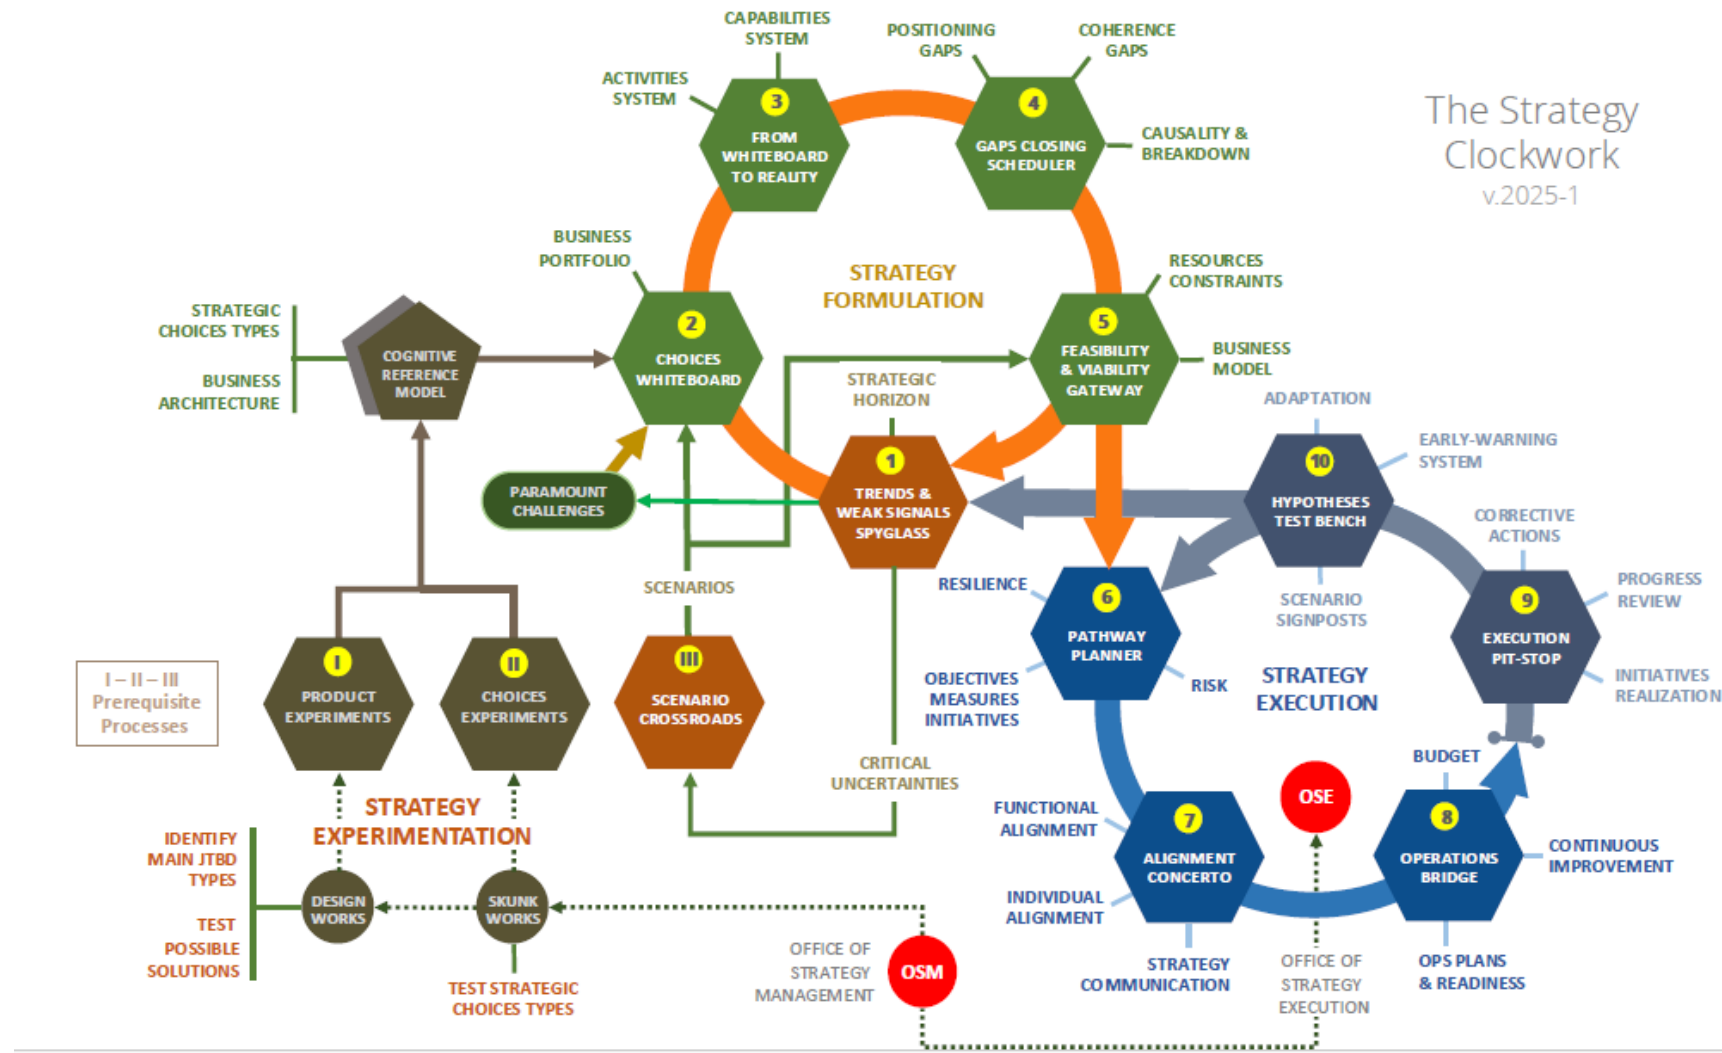 The Strategy
Clockwork
v.2025-1
CAPABILITIES
SYSTEM
ACTIVITIES
SYSTEM
3
FROM
WHITEBOARD
TO REALITY
POSITIONING
GAPS
COHERENCE
GAPS
4
GAPS CLOSING
SCHEDULER
CAUSALITY &
BREAKDOWN
BUSINESS
PORTFOLIO
STRATEGY
FORMULATION
RESOURCES
CONSTRAINTS
STRATEGIC
CHOICES TYPES
BUSINESS
ARCHITECTURE
COGNITIVE
REFERENCE
MODEL
2
CHOICES
WHITEBOARD
5
FEASIBILITY
& VIABILITY
GATEWAY
BUSINESS
MODEL
STRATEGIC
HORIZON
1
TRENDS &
WEAK SIGNALS
SPYGLASS
PARAMOUNT
CHALLENGES
ADAPTATION
EARLY-WARNING
SYSTEM
10
HYPOTHESES
TEST BENCH
SCENARIO
SIGNPOSTS
CORRECTIVE
ACTIONS
PROGRESS
REVIEW
9
EXECUTION
PIT-STOP
INITIATIVES
REALIZATION
SCENARIOS
RESILIENCE
6
PATHWAY
PLANNER
OBJECTIVES
MEASURES
INITIATIVES
RISK
STRATEGY
EXECUTION
I – II – III
Prerequisite
Processes
I
PRODUCT
EXPERIMENTS
II
CHOICES
EXPERIMENTS
III
SCENARIO
CROSSROADS
CRITICAL
UNCERTAINTIES
STRATEGY
EXPERIMENTATION
IDENTIFY
MAIN JTBD
TYPES
TEST
POSSIBLE
SOLUTIONS
DESIGN
WORKS
SKUNK
WORKS
TEST STRATEGIC
CHOICES TYPES
OFFICE OF
STRATEGY
MANAGEMENT
OSM
FUNCTIONAL
ALIGNMENT
7
ALIGNMENT
CONCERTO
INDIVIDUAL
ALIGNMENT
STRATEGY
COMMUNICATION
OSE
OFFICE OF
STRATEGY
EXECUTION
BUDGET
8
OPERATIONS
BRIDGE
CONTINUOUS
IMPROVEMENT
OPS PLANS
& READINESS